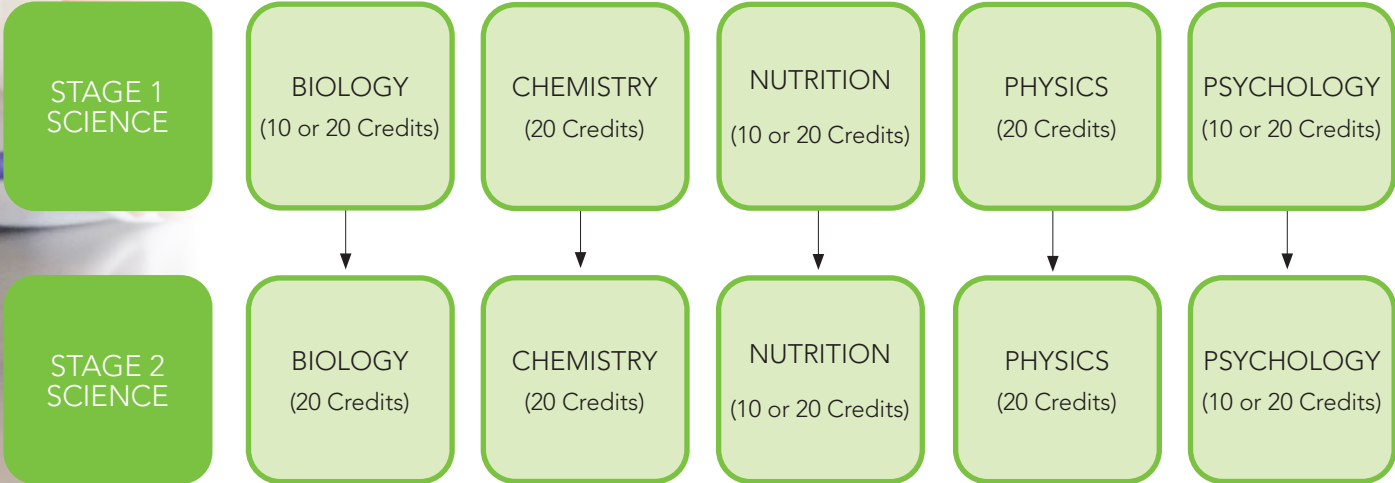 STAGE 1
SCIENCE
BIOLOGY
(10 or 20 Credits)
CHEMISTRY
(20 Credits)
NUTRITION
(10 or 20 Credits)
PHYSICS
(20 Credits)
PSYCHOLOGY
(10 or 20 Credits)
STAGE 2
SCIENCE
BIOLOGY
(20 Credits)
CHEMISTRY
(20 Credits)
NUTRITION
(10 or 20 Credits)
PHYSICS
(20 Credits)
PSYCHOLOGY
(10 or 20 Credits)